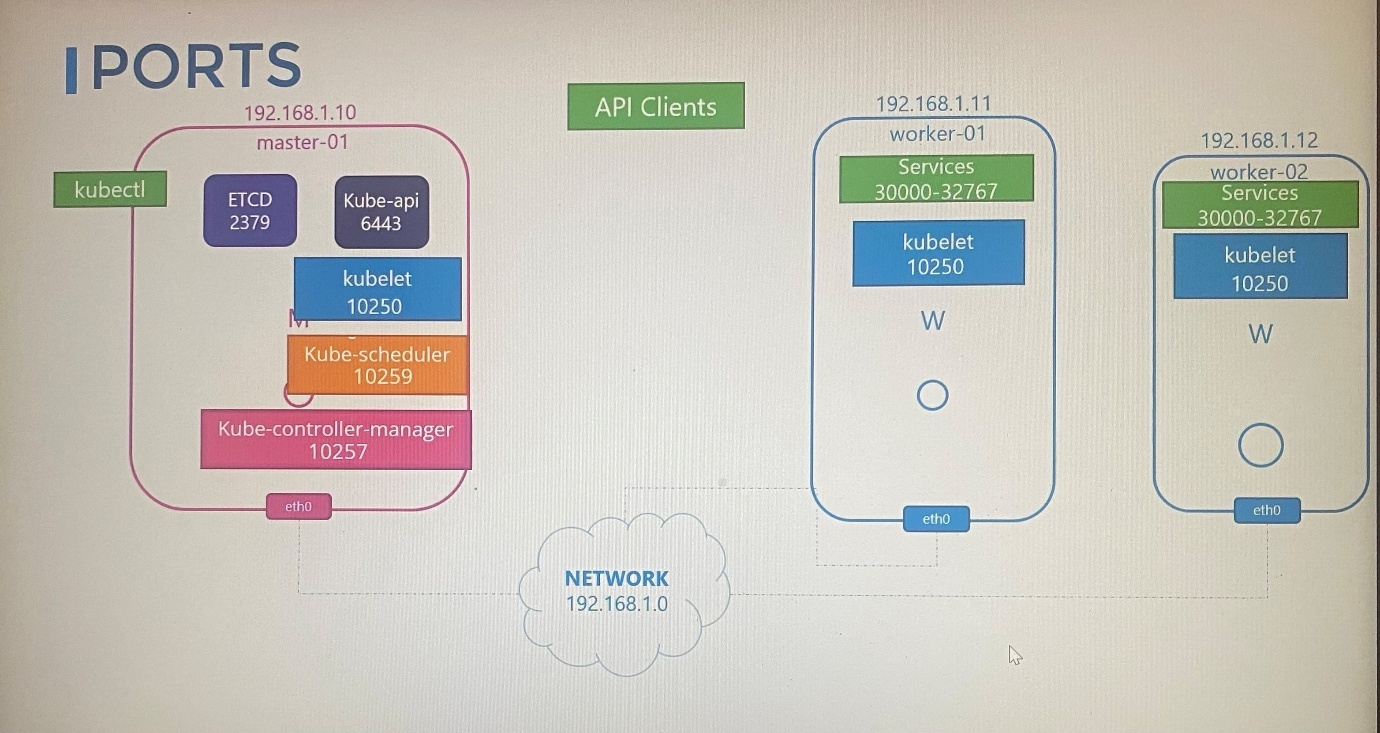 PORTS
192.168.1.10
master-01
kubectl
ETCD
2379
Kube-api
6443
kubelet
10250
M
Kube-scheduler
10259
Kube-controller-manager
10257
eth0
API Clients
192.168.1.11
worker-01
Services
30000-32767
kubelet
10250
W
eth0
192.168.1.12
worker-02
Services
30000-32767
kubelet
10250
W
eth0
NETWORK
192.168.1.0